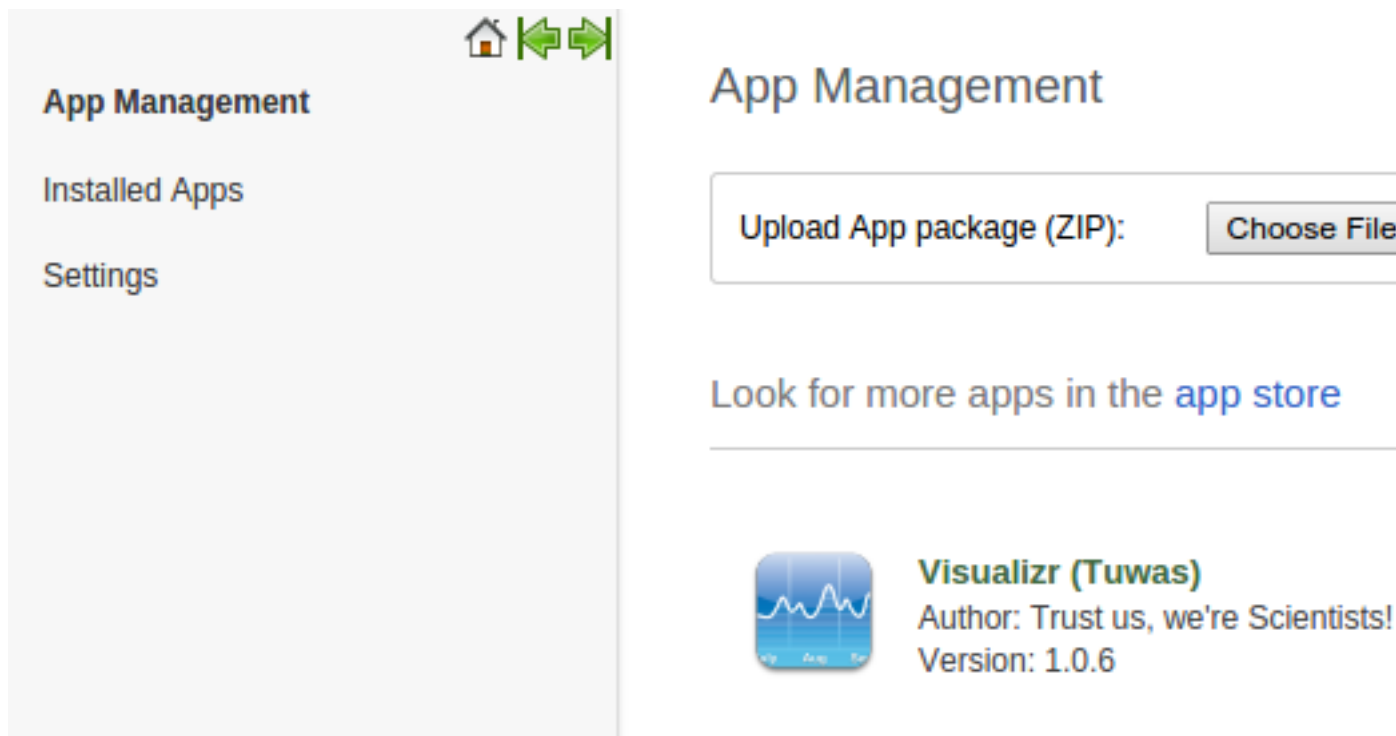 App Management
Installed Apps
Settings
App Management
Upload App package (ZIP):
Choose File
Look for more apps in the app store
Visualizr (Tuwas)
Author: Trust us, we're Scientists!
Version: 1.0.6
Aug